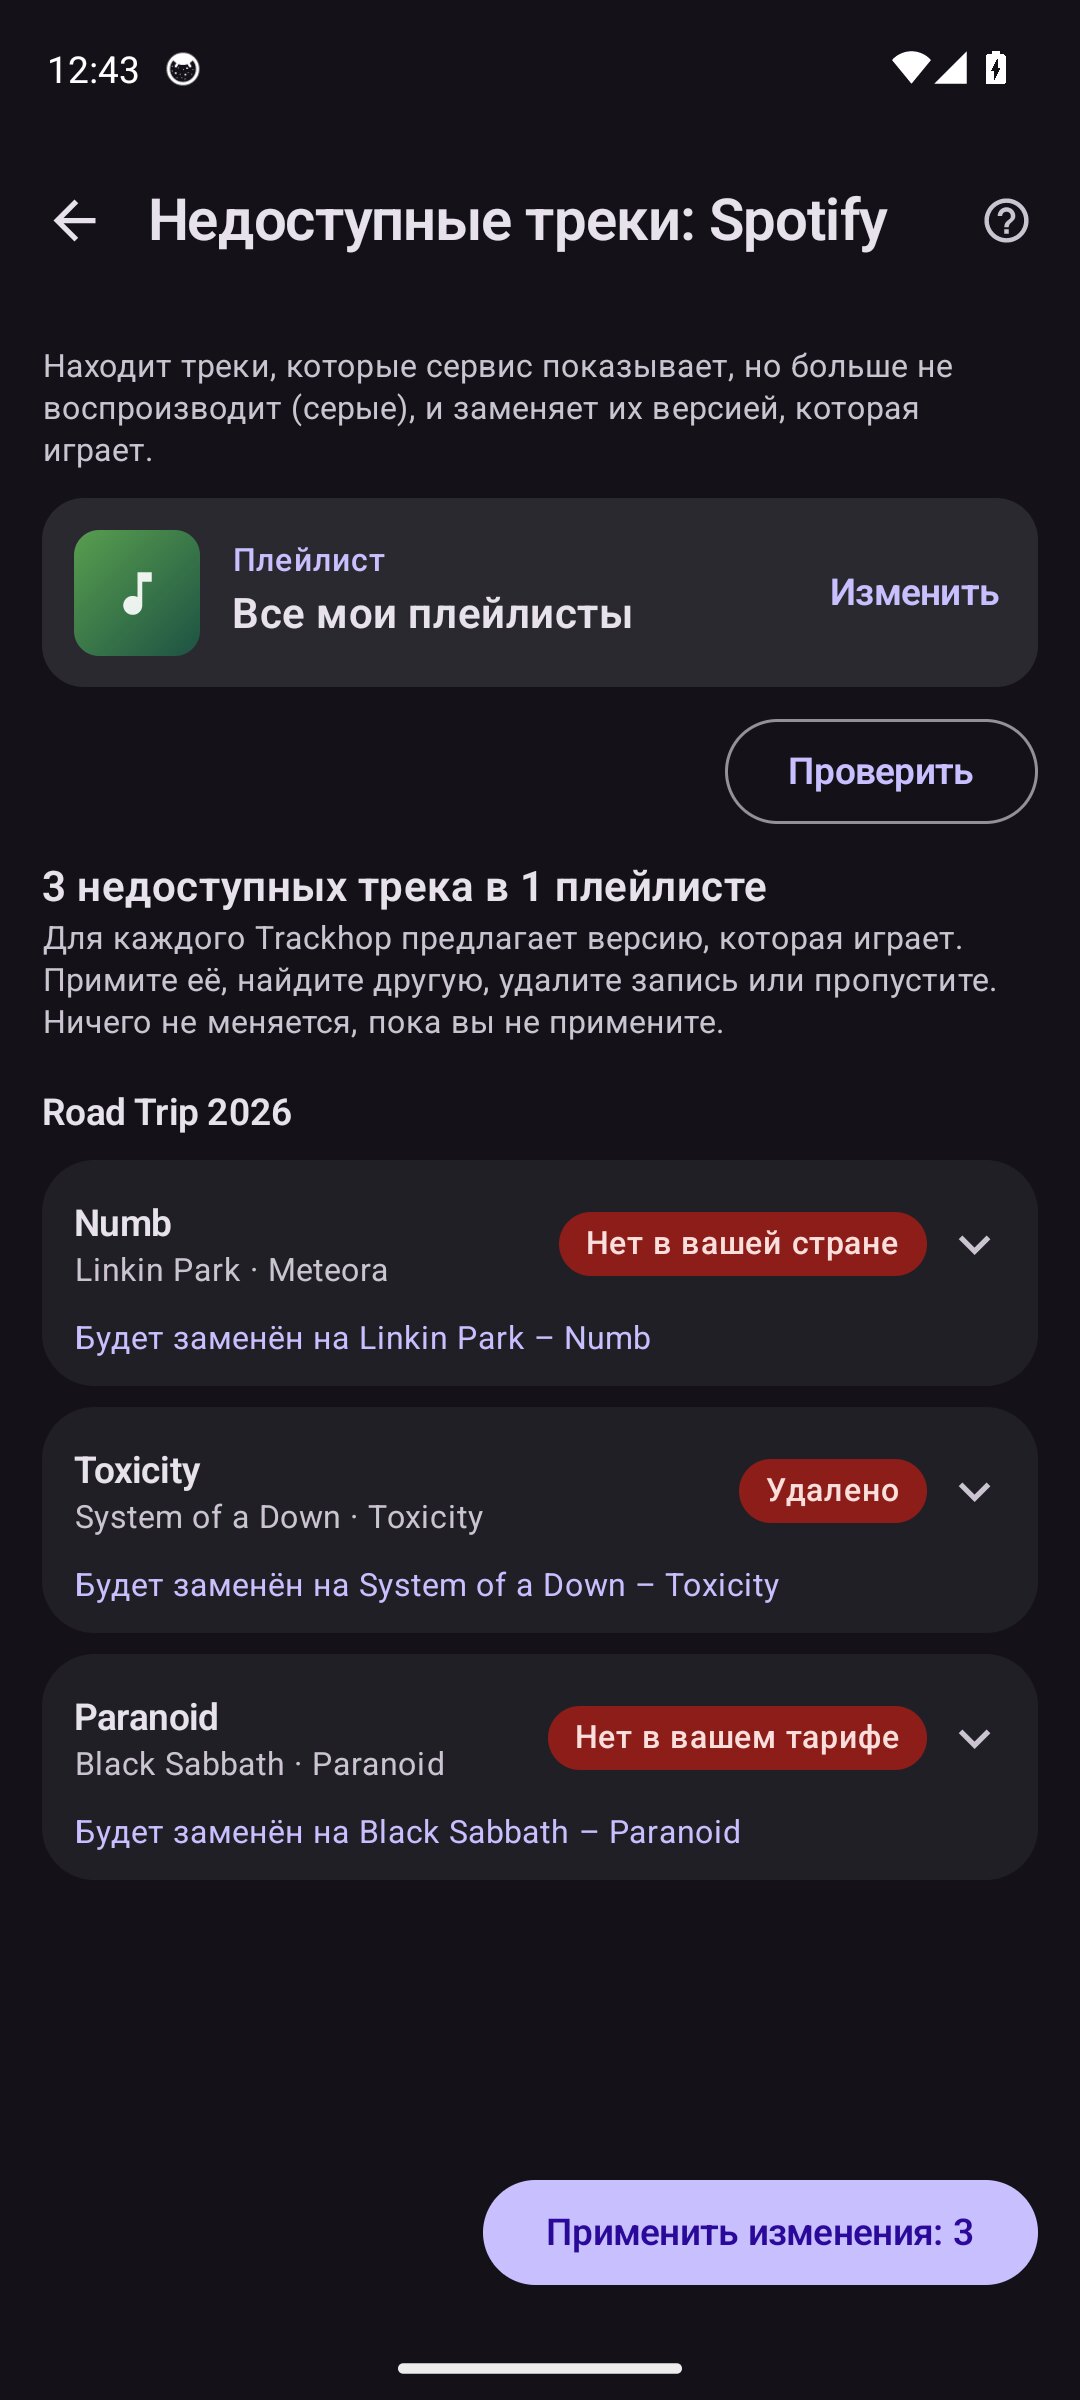 12:43
Недоступные треки: Spotify
Находит треки, которые сервис показывает, но больше не
воспроизводит (серые), и заменяет их версией, которая
играет.
Плейлист
Все мои плейлисты
Изменить
Проверить
3 недоступных трека в 1 плейлисте
Для каждого Trackhop предлагает версию, которая играет.
Примите её, найдите другую, удалите запись или пропустите.
Ничего не меняется, пока вы не примените.
Road Trip 2026
Numb
Linkin Park · Meteora
Нет в вашей стране
Будет заменён на Linkin Park – Numb
Toxicity
System of a Down · Toxicity
Удалено
Будет заменён на System of a Down – Toxicity
Paranoid
Black Sabbath · Paranoid
Нет в вашем тарифе
Будет заменён на Black Sabbath – Paranoid
Применить изменения: 3